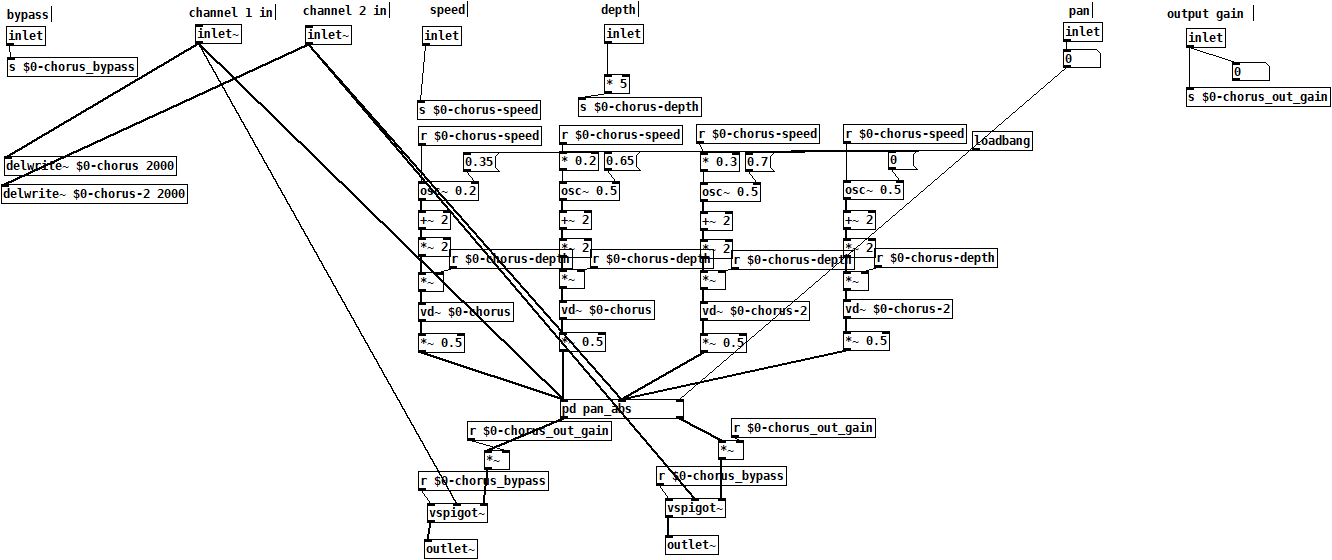 bypass
channel 1 in
channel 2 in
speed
depth
pan
output gain
inlet
inlet~
inlet~
inlet
inlet
inlet
inlet
s $0-chorus_bypass
0
0
* 5
s $0-chorus-speed
s $0-chorus-depth
s $0-chorus_out_gain
r $0-chorus-speed
r $0-chorus-speed
r $0-chorus-speed
r $0-chorus-speed
loadbang
delwrite~ $0-chorus 2000
0.35
* 0.2
0.65
* 0.3
0.7
0
delwrite~ $0-chorus-2 2000
osc~ 0.2
osc~ 0.5
osc~ 0.5
osc~ 0.5
+~ 2
+~ 2
+~ 2
+~ 2
*~ 2
*~ 2
*~ 2
*~ 2
r $0-chorus-depth
r $0-chorus-depth
r $0-chorus-depth
r $0-chorus-depth
*~
*~
*~
*~
vd~ $0-chorus
vd~ $0-chorus
vd~ $0-chorus-2
vd~ $0-chorus-2
*~ 0.5
*~ 0.5
*~ 0.5
*~ 0.5
pd pan_abs
r $0-chorus_out_gain
r $0-chorus_out_gain
*~
*~
r $0-chorus_bypass
r $0-chorus_bypass
vspigot~
vspigot~
outlet~
outlet~